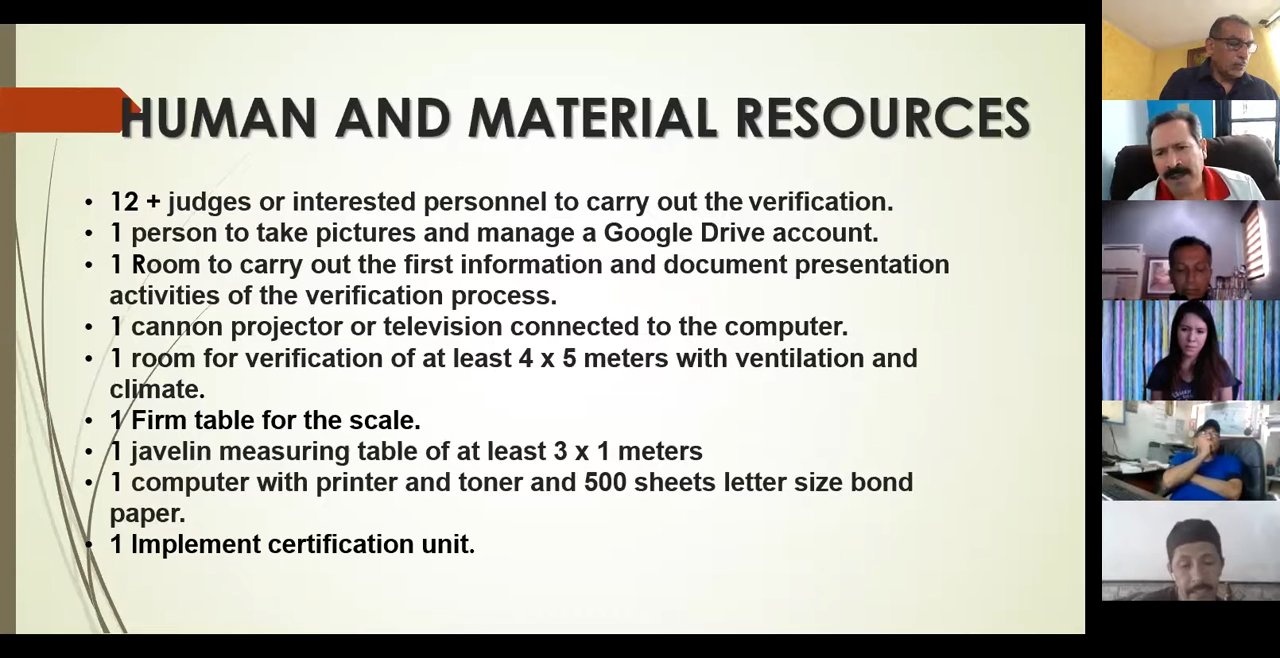 HUMAN AND MATERIAL RESOURCES
• 12 + judges or interested personnel to carry out the verification.
• 1 person to take pictures and manage a Google Drive account.
• 1 Room to carry out the first information and document presentation
activities of the verification process.
• 1 cannon projector or television connected to the computer.
• 1 room for verification of at least 4 x 5 meters with ventilation and
climate.
• 1 Firm table for the scale.
• 1 javelin measuring table of at least 3 x 1 meters
• 1 computer with printer and toner and 500 sheets letter size bond
paper.
• 1 Implement certification unit.